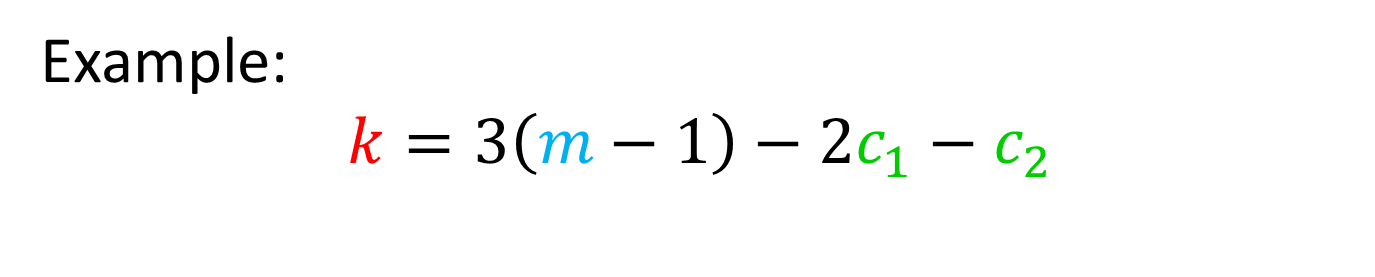 Example:
k = 3(m − 1) − 2c₁ − c₂